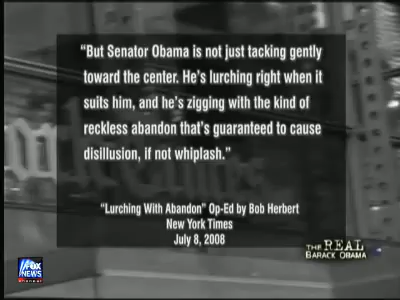 "But Senator Obama is not just tacking gently
toward the center. He's lurching right when it
suits him, and he's zigging with the kind of
reckless abandon that's guaranteed to cause
disillusion, if not whiplash."
"Lurching With Abandon" Op-Ed by Bob Herbert
New York Times
July 8, 2008
THE REAL
BARACK OBAMA
FOX
NEWS
channel